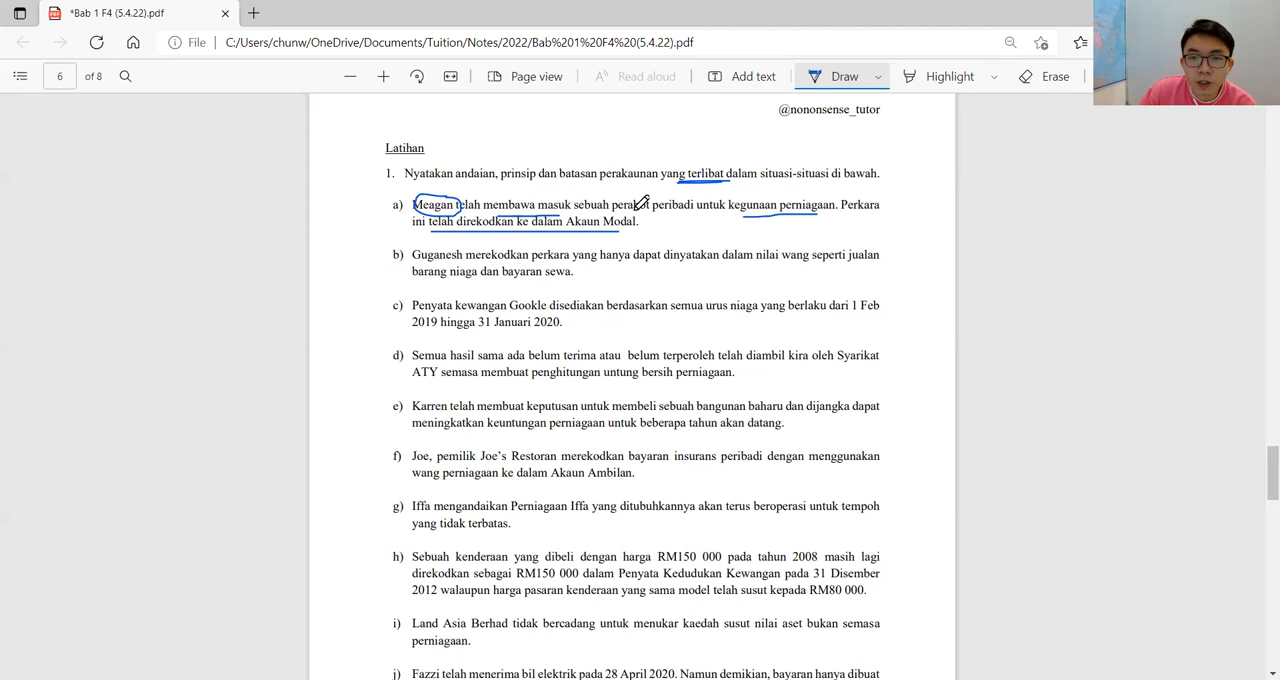 *Bab 1 F4 (5.4.22).pdf
File C:/Users/chunw/OneDrive/Documents/Tuition/Notes/2022/Bab%201%20F4%20(5.4.22).pdf
6 of 8 Page view Read aloud Add text Draw Highlight Erase
@nononsense_tutor
Latihan
1. Nyatakan andaian, prinsip dan batasan perakaunan yang terlibat dalam situasi-situasi di bawah.
a) Meagan telah membawa masuk sebuah perabot peribadi untuk kegunaan perniagaan. Perkara
ini telah direkodkan ke dalam Akaun Modal.
b) Guganesh merekodkan perkara yang hanya dapat dinyatakan dalam nilai wang seperti jualan
barang niaga dan bayaran sewa.
c) Penyata kewangan Gookle disediakan berdasarkan semua urus niaga yang berlaku dari 1 Feb
2019 hingga 31 Januari 2020.
d) Semua hasil sama ada belum terima atau belum terperoleh telah diambil kira oleh Syarikat
ATY semasa membuat penghitungan untung bersih perniagaan.
e) Karren telah membuat keputusan untuk membeli sebuah bangunan baharu dan dijangka dapat
meningkatkan keuntungan perniagaan untuk beberapa tahun akan datang.
f) Joe, pemilik Joe's Restoran merekodkan bayaran insurans peribadi dengan menggunakan
wang perniagaan ke dalam Akaun Ambilan.
g) Iffa mengandaikan Perniagaan Iffa yang ditubuhkannya akan terus beroperasi untuk tempoh
yang tidak terbatas.
h) Sebuah kenderaan yang dibeli dengan harga RM150 000 pada tahun 2008 masih lagi
direkodkan sebagai RM150 000 dalam Penyata Kedudukan Kewangan pada 31 Disember
2012 walaupun harga pasaran kenderaan yang sama model telah susut kepada RM80 000.
i) Land Asia Berhad tidak bercadang untuk menukar kaedah susut nilai aset bukan semasa
perniagaan.
j) Fazzi telah menerima bil elektrik pada 28 April 2020. Namun demikian, bayaran hanya dibuat